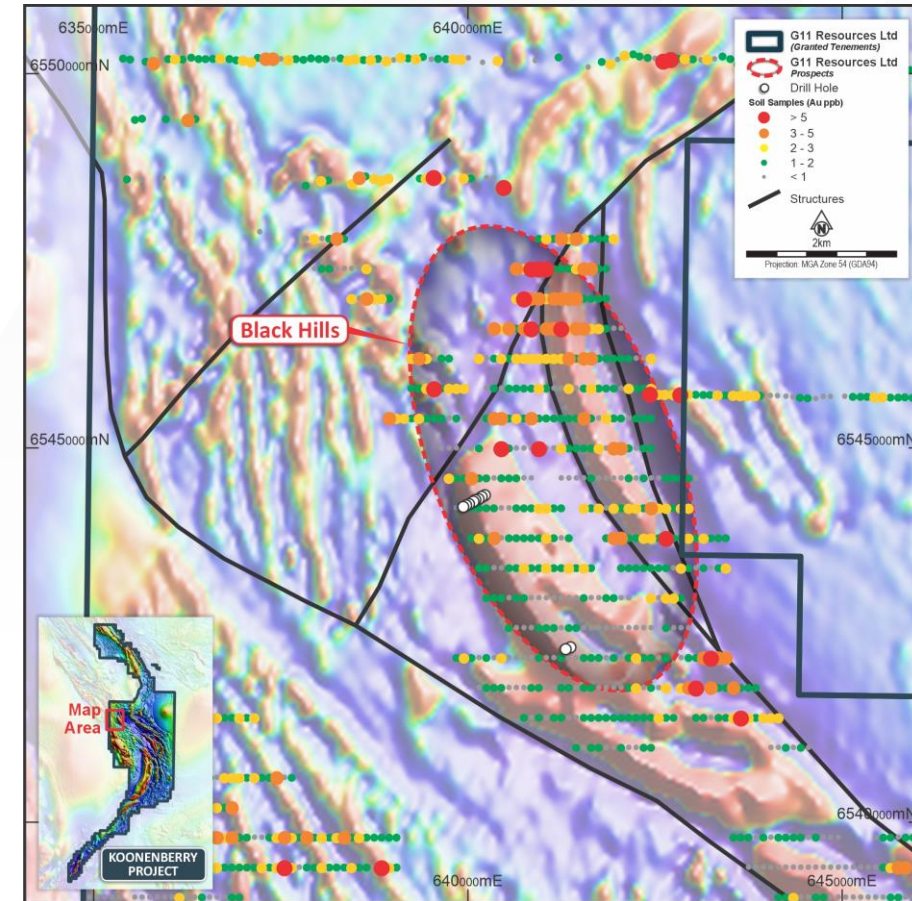 635000mE
640000mE
6550000mN
G11 Resources Ltd
(Granted Tenements)
G11 Resources Ltd
Prospects
Drill Hole
Soil Samples (Au ppb)
> 5
3 - 5
2 - 3
1 - 2
< 1
Structures
N
2km
Projection: MGA Zone 54 (GDA94)
Black Hills
6545000mN
6545000mN
Map
Area
KOONENBERRY
PROJECT
6540000mN
640000mE
645000mE